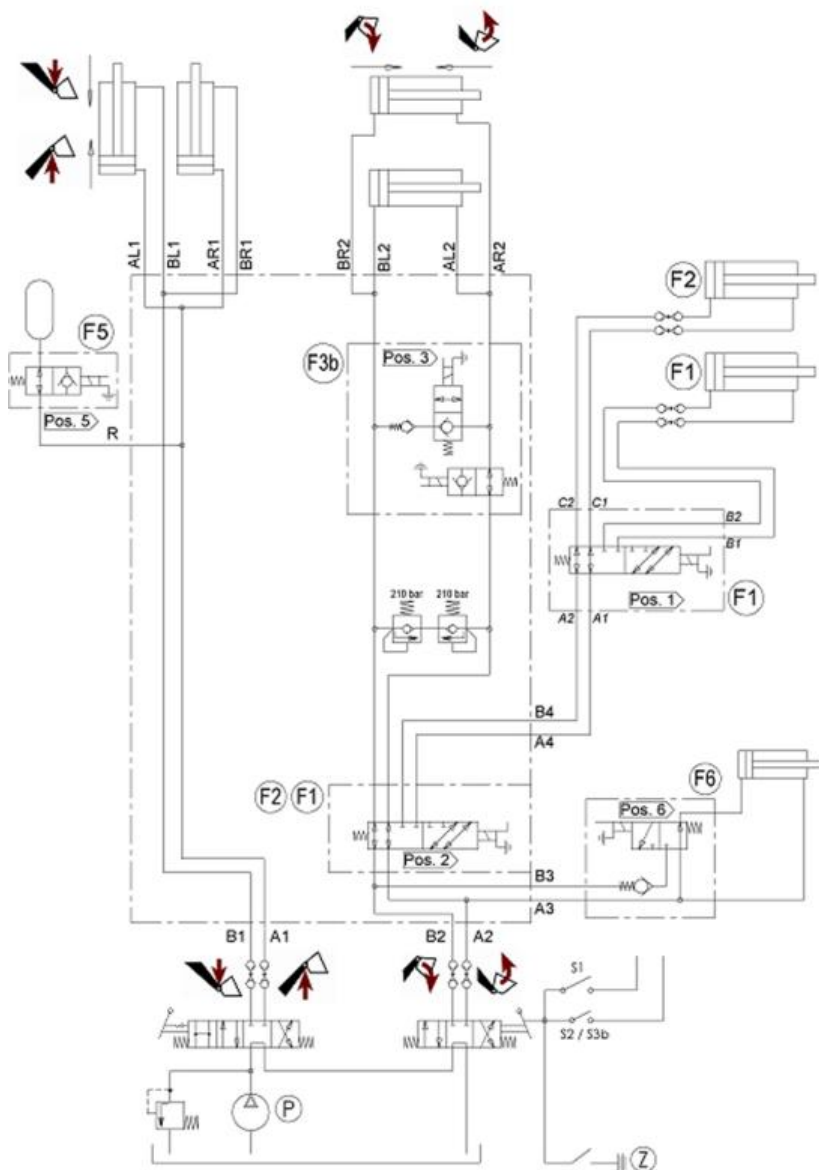 AL1
BL1
AR1
BR1
BR2
BL2
AL2
AR2
F5
Pos. 5
R
F3b
Pos. 3
F2
F1
C2
C1
B2
B1
Pos. 1
F1
A2
A1
210 bar
210 bar
B4
A4
F2
F1
Pos. 2
F6
Pos. 6
B3
A3
B1
A1
B2
A2
S1
S2 / S3b
P
Z